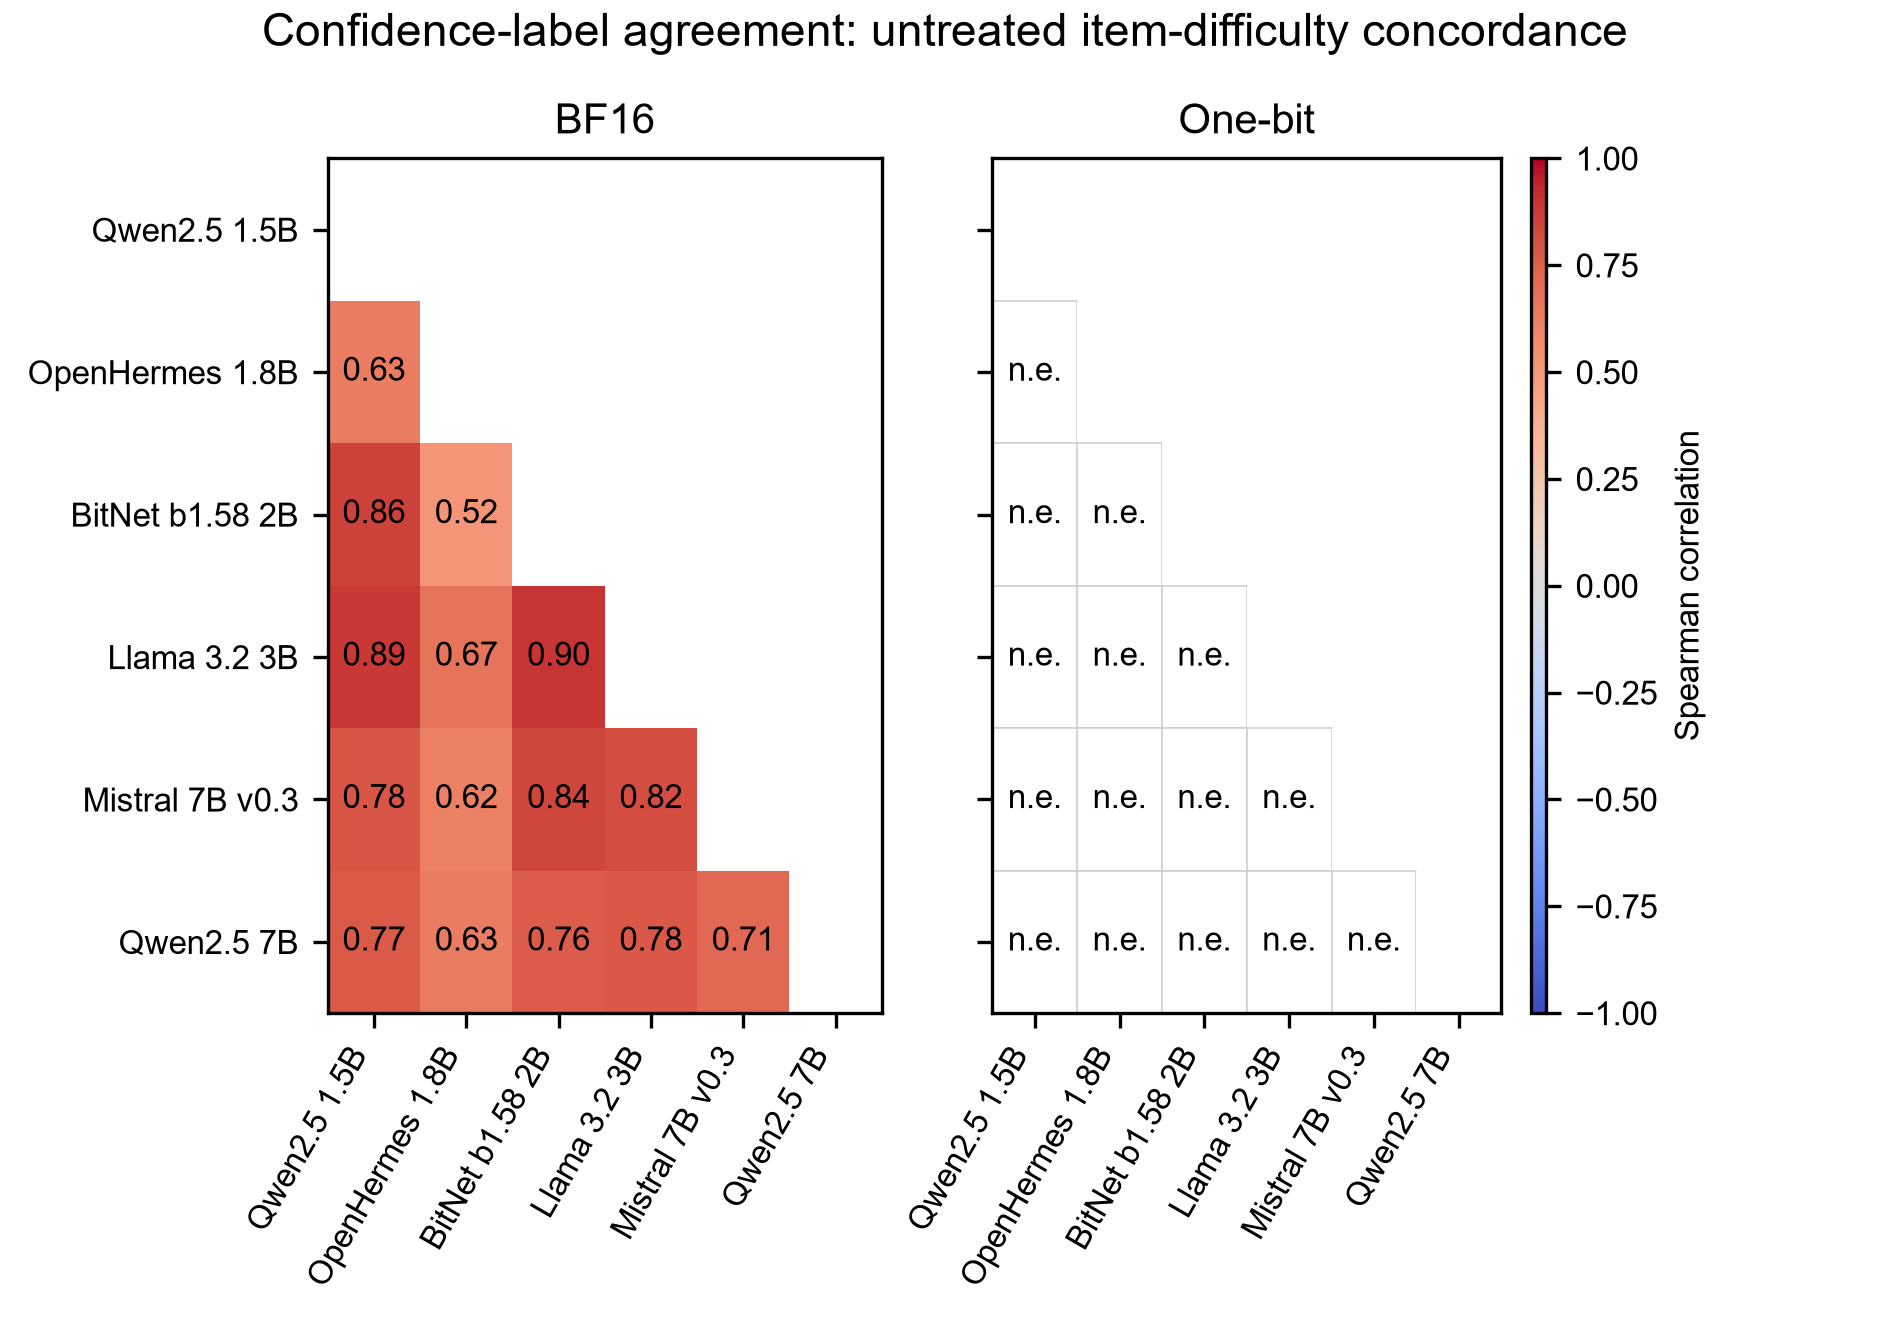 Confidence-label agreement: untreated item-difficulty concordance
BF16
One-bit
Qwen2.5 1.5B
OpenHermes 1.8B
BitNet b1.58 2B
Llama 3.2 3B
Mistral 7B v0.3
Qwen2.5 7B
0.63
0.86 0.52
0.89 0.67 0.90
0.78 0.62 0.84 0.82
0.77 0.63 0.76 0.78 0.71
Qwen2.5 1.5B
OpenHermes 1.8B
BitNet b1.58 2B
Llama 3.2 3B
Mistral 7B v0.3
Qwen2.5 7B
n.e.
n.e. n.e.
n.e. n.e. n.e.
n.e. n.e. n.e. n.e.
n.e. n.e. n.e. n.e. n.e.
Qwen2.5 1.5B
OpenHermes 1.8B
BitNet b1.58 2B
Llama 3.2 3B
Mistral 7B v0.3
Qwen2.5 7B
1.00
0.75
0.50
0.25
0.00
−0.25
−0.50
−0.75
−1.00
Spearman correlation